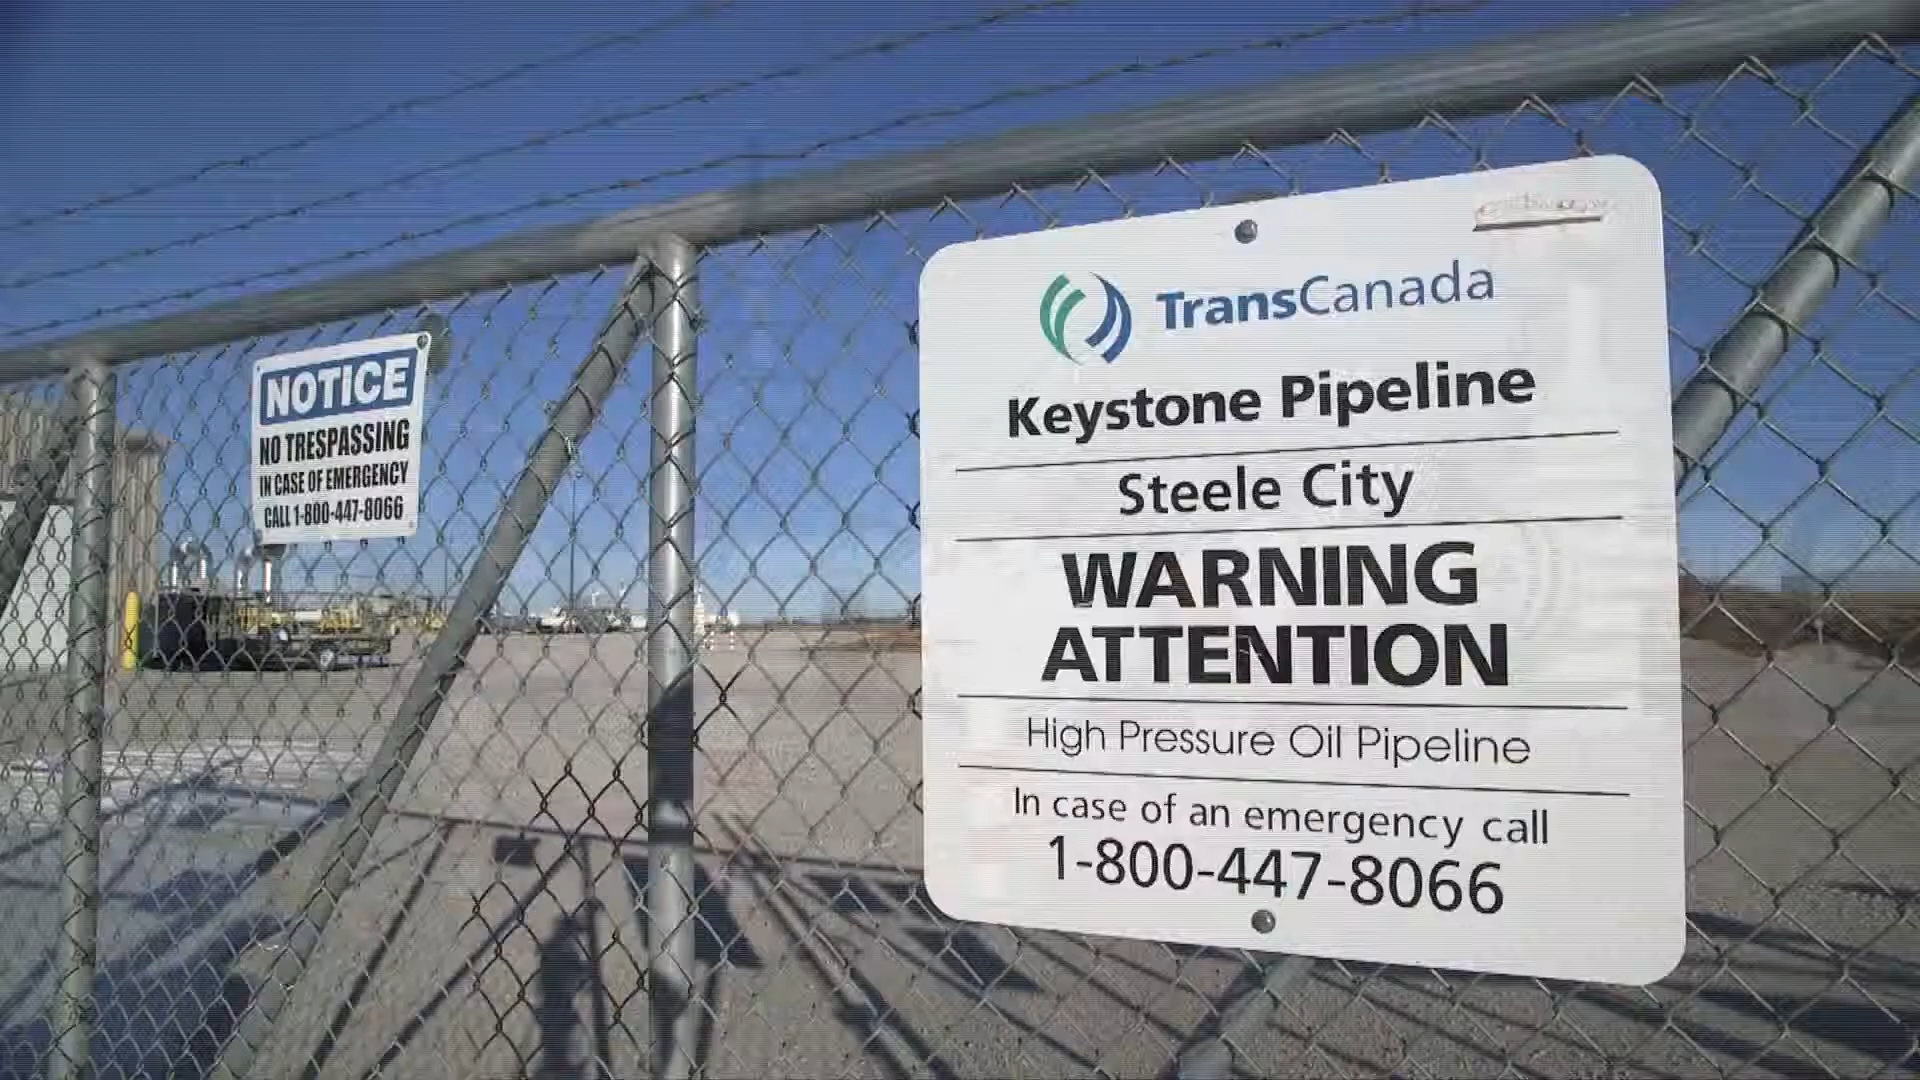 NOTICE
NO TRESPASSING
IN CASE OF EMERGENCY
CALL 1-800-447-8066
TransCanada
Keystone Pipeline
Steele City
WARNING
ATTENTION
High Pressure Oil Pipeline
In case of an emergency call
1-800-447-8066